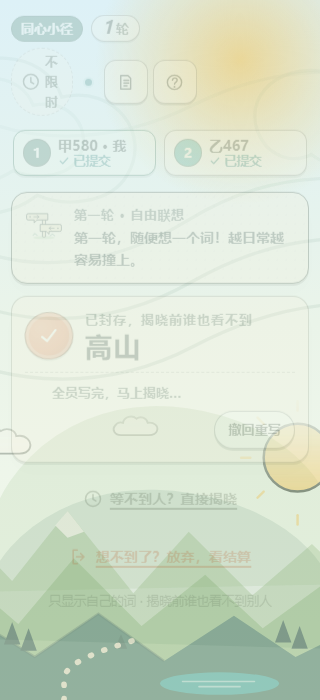 同心小径 1轮
不
限
时
1 甲580 • 我
已提交
2 乙467
已提交
第一轮 • 自由联想
第一轮，随便想一个词！越日常越
容易撞上。
已封存，揭晓前谁也看不到
高山
全员写完，马上揭晓...
撤回重写
等不到人？直接揭晓
想不到了？放弃，看结算
只显示自己的词 · 揭晓前谁也看不到别人